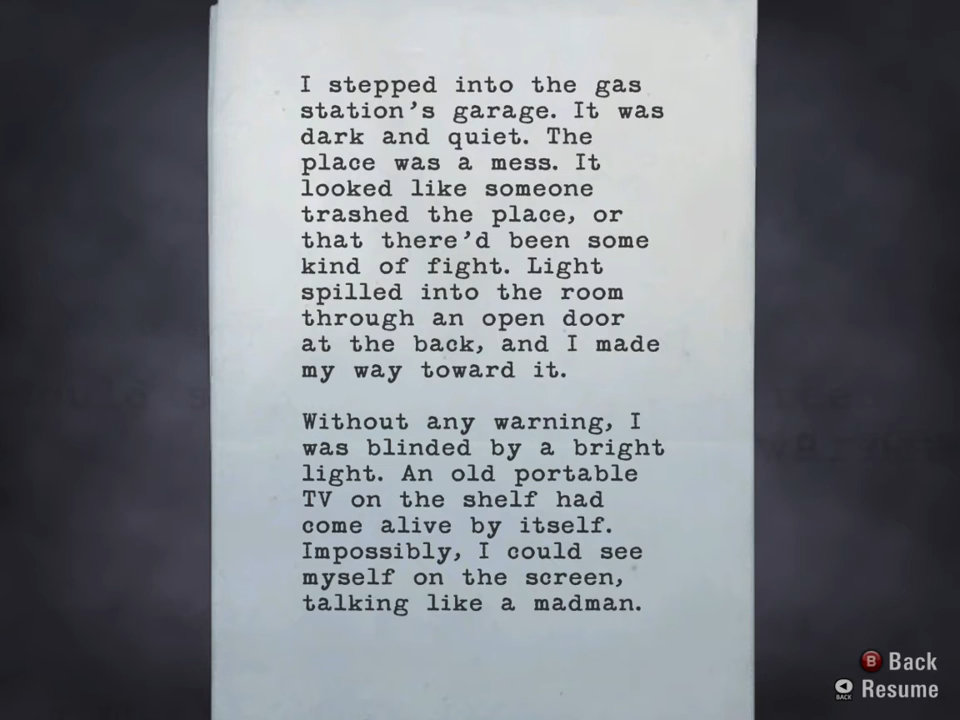 I stepped into the gas
station's garage. It was
dark and quiet. The
place was a mess. It
looked like someone
trashed the place, or
that there'd been some
kind of fight. Light
spilled into the room
through an open door
at the back, and I made
my way toward it.
Without any warning, I
was blinded by a bright
light. An old portable
TV on the shelf had
come alive by itself.
Impossibly, I could see
myself on the screen,
talking like a madman.
B Back
BACK Resume